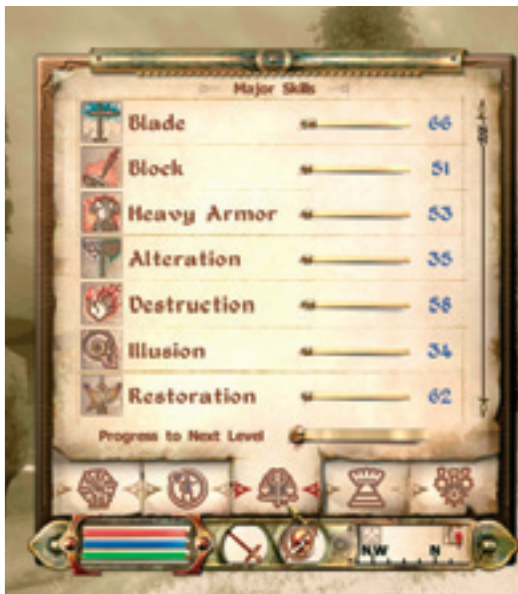 Major Skills
Blade 66
Block 51
Heavy Armor 53
Alteration 35
Destruction 58
Illusion 34
Restoration 62
Progress to Next Level
NW N